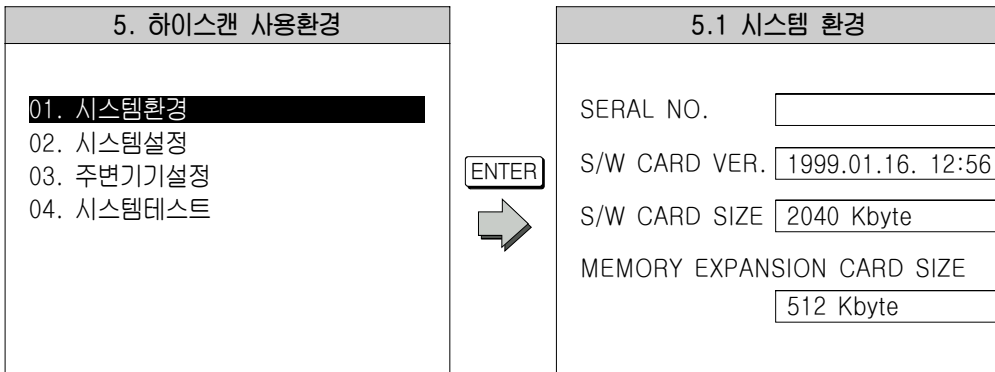 5. 하이스캔 사용환경
01. 시스템환경
02. 시스템설정
03. 주변기기설정
04. 시스템테스트
ENTER
5.1 시스템 환경
SERAL NO.
S/W CARD VER. 1999.01.16. 12:56
S/W CARD SIZE 2040 Kbyte
MEMORY EXPANSION CARD SIZE
512 Kbyte